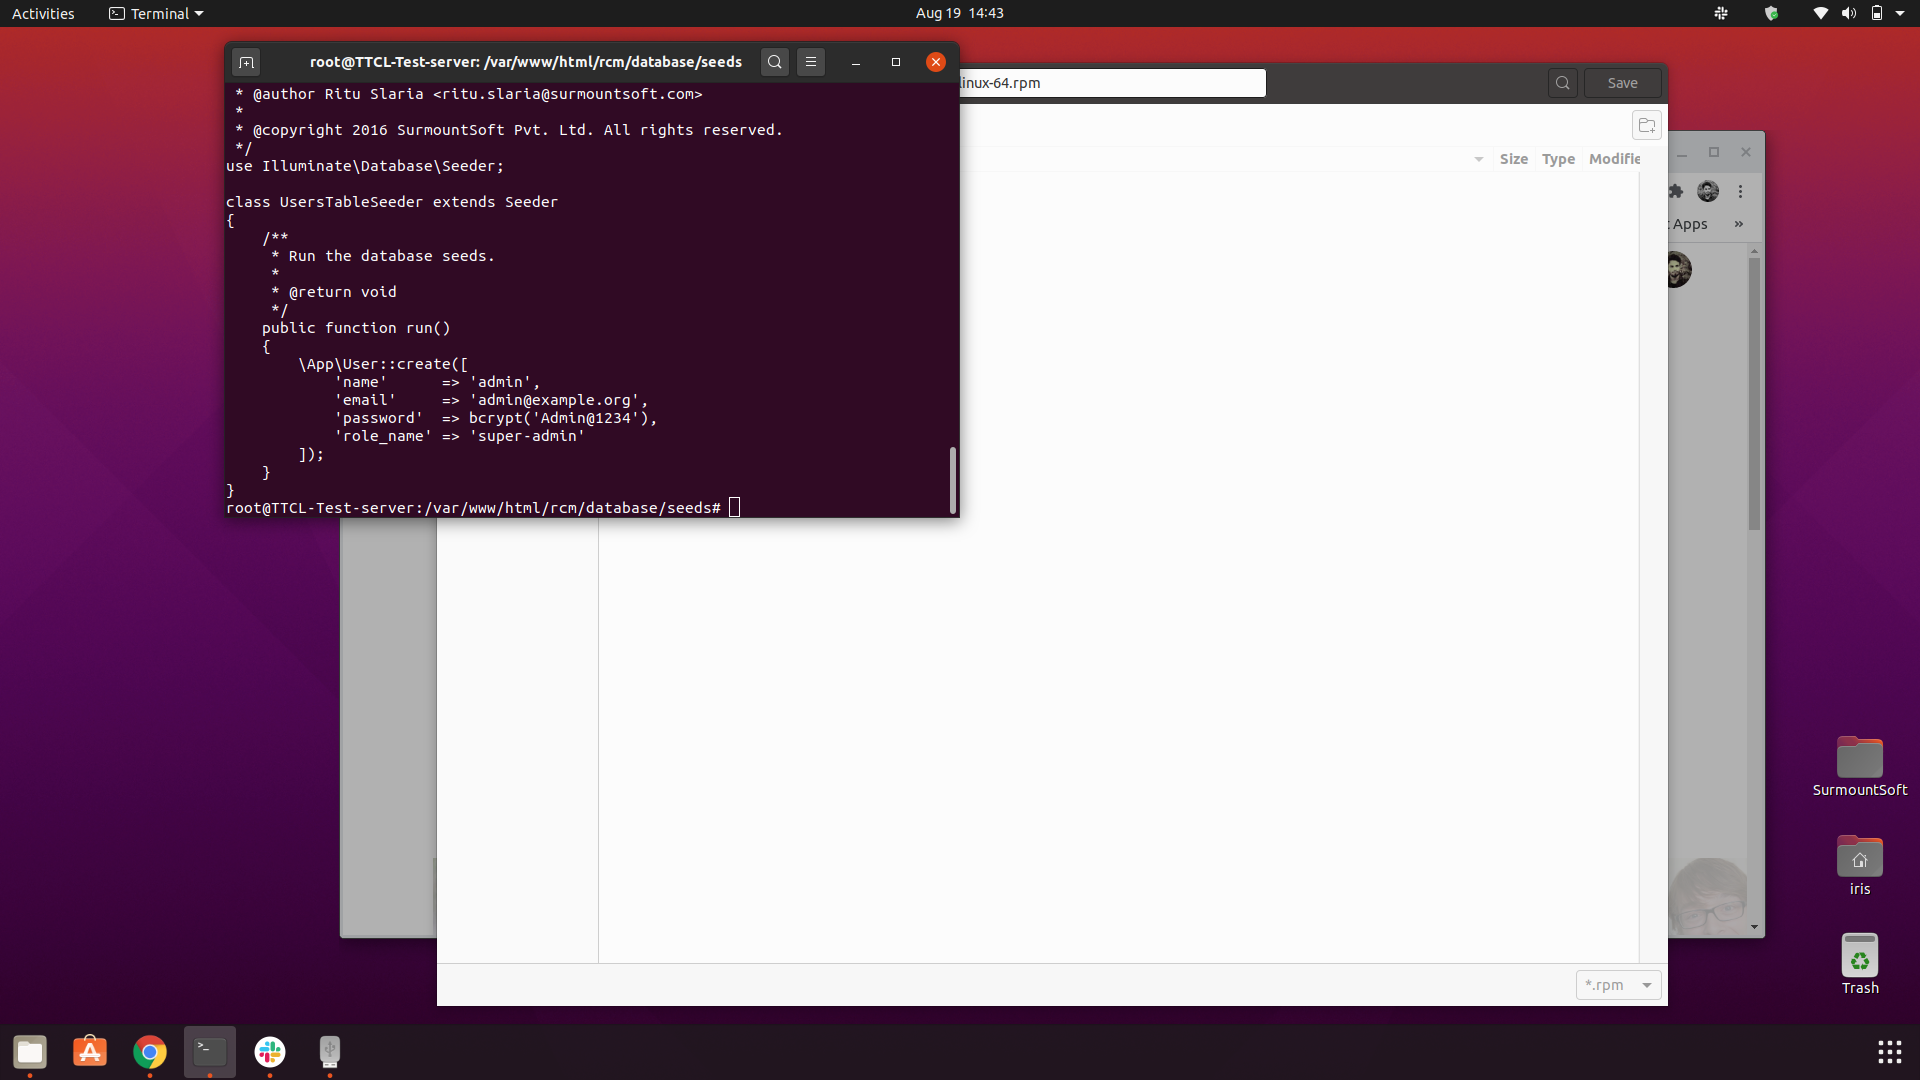 Activities
Terminal
Aug 19 14:43
root@TTCL-Test-server: /var/www/html/rcm/database/seeds
* @author Ritu Slaria <ritu.slaria@surmountsoft.com>
*
* @copyright 2016 SurmountSoft Pvt. Ltd. All rights reserved.
*/
use Illuminate\Database\Seeder;
class UsersTableSeeder extends Seeder
{
/**
* Run the database seeds.
*
* @return void
*/
public function run()
{
\App\User::create([
'name' => 'admin',
'email' => 'admin@example.org',
'password' => bcrypt('Admin@1234'),
'role_name' => 'super-admin'
]);
}
}
root@TTCL-Test-server:/var/www/html/rcm/database/seeds#
linux-64.rpm
Save
Size Type Modifie
Apps »
*.rpm
SurmountSoft
iris
Trash